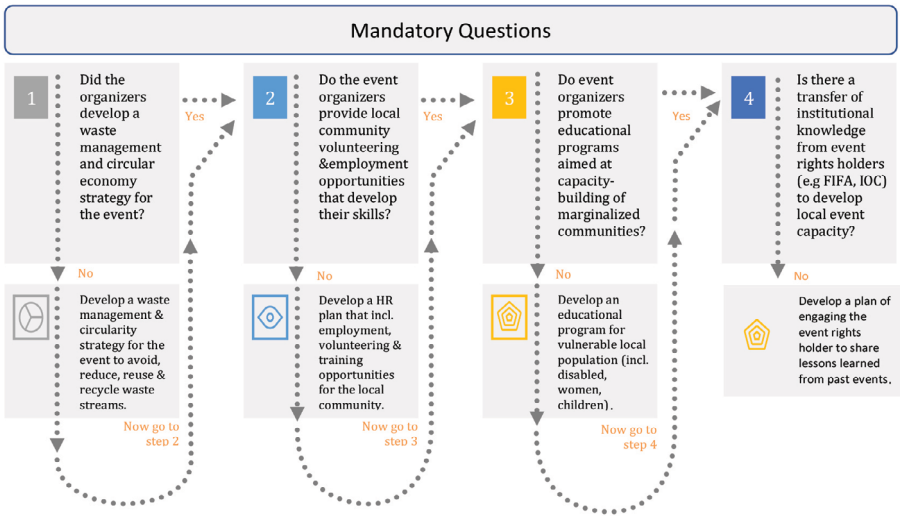 Mandatory Questions
1
Did the
organizers
develop a
waste
management
and circular
economy
strategy for
the event?
Yes
No
Develop a waste
management &
circularity
strategy for the
event to avoid,
reduce, reuse &
recycle waste
streams.
Now go to
step 2
2
Do the event
organizers
provide local
community
volunteering
&employment
opportunities
that develop
their skills?
Yes
No
Develop a HR
plan that incl.
employment,
volunteering &
training
opportunities
for the local
community.
Now go to
step 3
3
Do event
organizers
promote
educational
programs
aimed at
capacity-
building of
marginalized
communities?
Yes
No
Develop an
educational
program for
vulnerable local
population (incl.
disabled,
women,
children).
Now go to
step 4
4
Is there a
transfer of
institutional
knowledge
from event
rights holders
(e.g FIFA, IOC)
to develop
local event
capacity?
No
Develop a plan of
engaging the
event rights
holder to share
lessons learned
from past events.